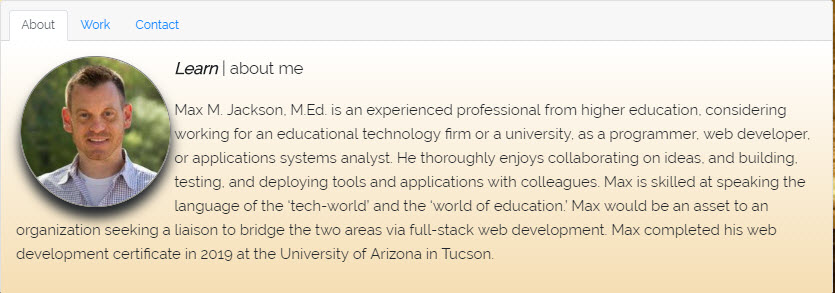 About Work Contact
Learn | about me
Max M. Jackson, M.Ed. is an experienced professional from higher education, considering
working for an educational technology firm or a university, as a programmer, web developer,
or applications systems analyst. He thoroughly enjoys collaborating on ideas, and building,
testing, and deploying tools and applications with colleagues. Max is skilled at speaking the
language of the ‘tech-world’ and the ‘world of education.’ Max would be an asset to an
organization seeking a liaison to bridge the two areas via full-stack web development. Max completed his web
development certificate in 2019 at the University of Arizona in Tucson.